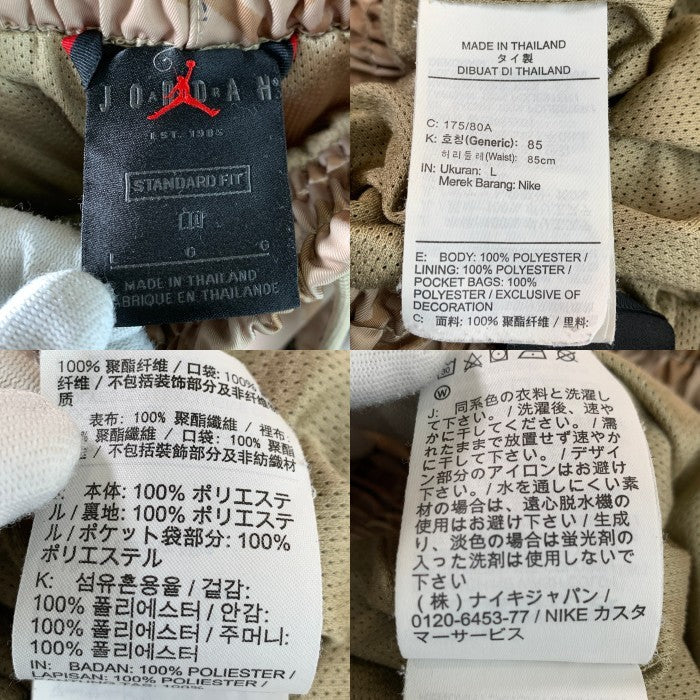 JORDAN
EST. 1985
STANDARD FIT
L G G
MADE IN THAILAND
FABRIQUE EN THAILANDE
MADE IN THAILAND
タイ製
DIBUAT DI THAILAND
C: 175/80A
K: 호칭(Generic): 85
허리둘레(Waist): 85cm
IN: Ukuran: L
Merek Barang: Nike
E: BODY: 100% POLYESTER /
LINING: 100% POLYESTER /
POCKET BAGS: 100%
POLYESTER / EXCLUSIVE OF
DECORATION
C: 面料: 100% 聚酯纤维 / 里料:
100% 聚酯纤维 / 口袋: 100%
纤维 / 不包括装饰部分及非纤维
质
表布: 100% 聚酯纖維 / 裡布:
聚酯纖維 / 口袋: 100% 聚酯
/ 不包括裝飾部分及非紡織材
本体: 100% ポリエステ
ル / 裏地: 100% ポリエステ
ル / ポケット袋部分: 100%
ポリエステル
K: 섬유혼용율 / 겉감:
100% 폴리에스터 / 안감:
100% 폴리에스터 / 주머니:
100% 폴리에스터
IN: BADAN: 100% POLIESTER /
LAPISAN: 100% POLIESTER /
30
W
J: 同系色の衣料と洗濯し
て下さい。/ 洗濯後、速や
かに干してください。/ 濡
れたままで放置せず速やか
に干して下さい。/ デザイ
ン部分のアイロンはお避け
下さい。/ 水を通しにくい素
材の場合は、遠心脱水機の
使用はお避け下さい / 生成
り、淡色の場合は蛍光剤の
入った洗剤は使用しないで
下さい
(株) ナイキジャパン /
0120-6453-77 / NIKE カスタ
マーサービス